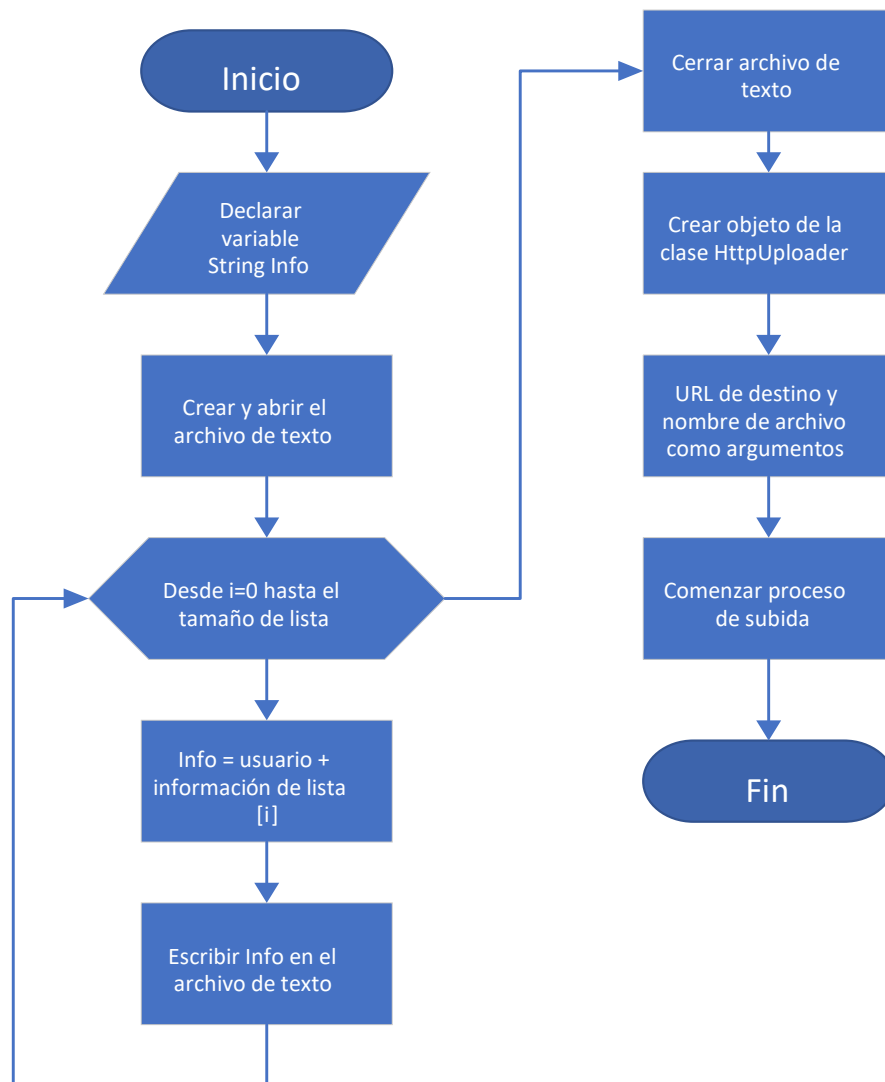 Inicio
Declarar
variable
String Info
Crear y abrir el
archivo de texto
Desde i=0 hasta el
tamaño de lista
Info = usuario +
información de lista
[i]
Escribir Info en el
archivo de texto
Cerrar archivo de
texto
Crear objeto de la
clase HttpUploader
URL de destino y
nombre de archivo
como argumentos
Comenzar proceso
de subida
Fin